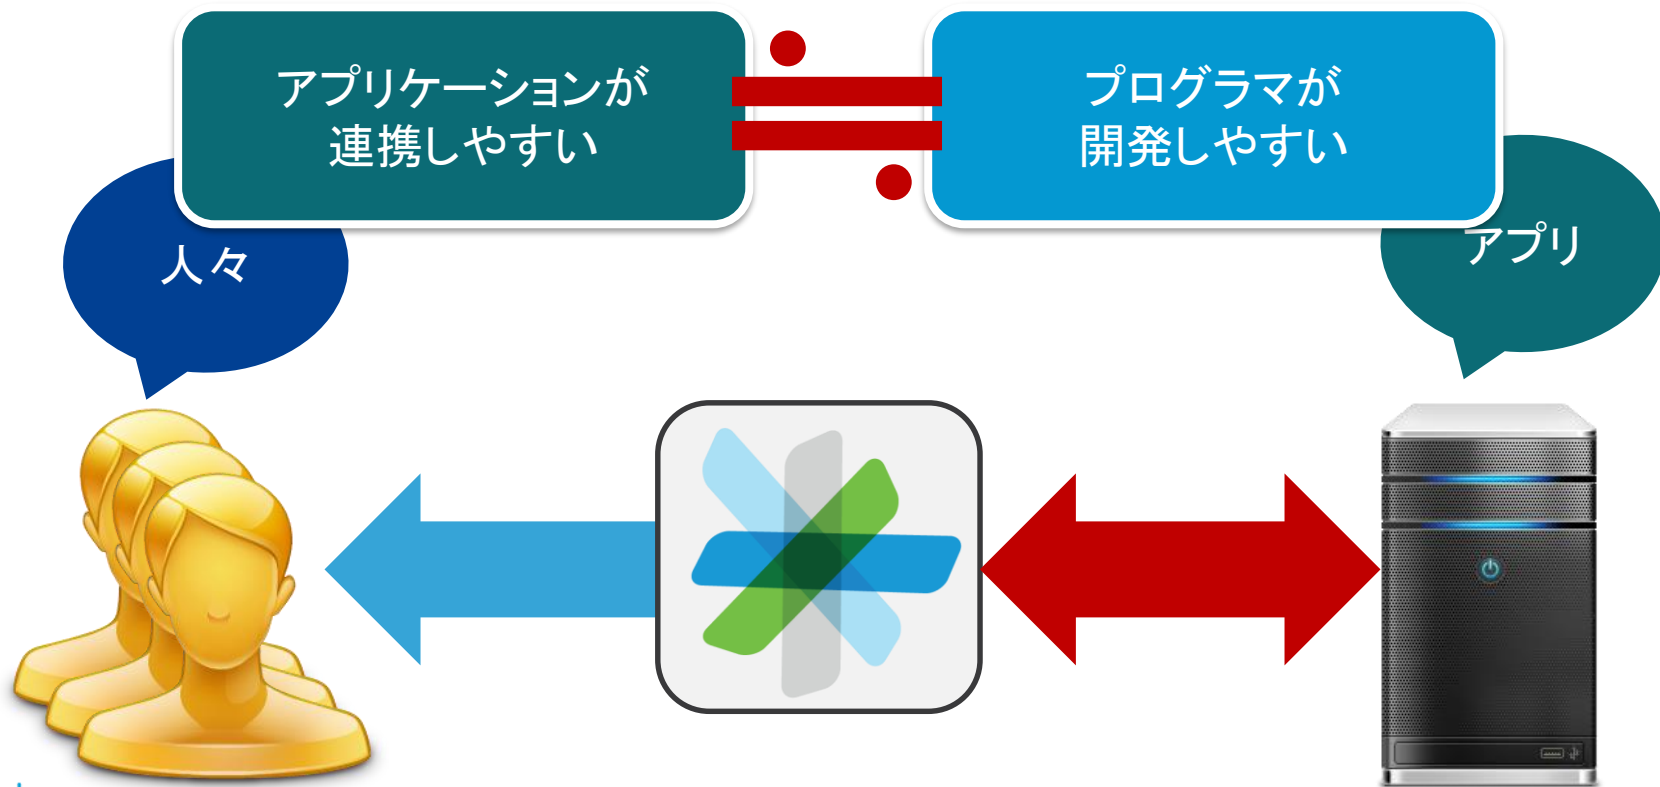 アプリケーションが
連携しやすい
プログラマが
開発しやすい
人々
アプリ